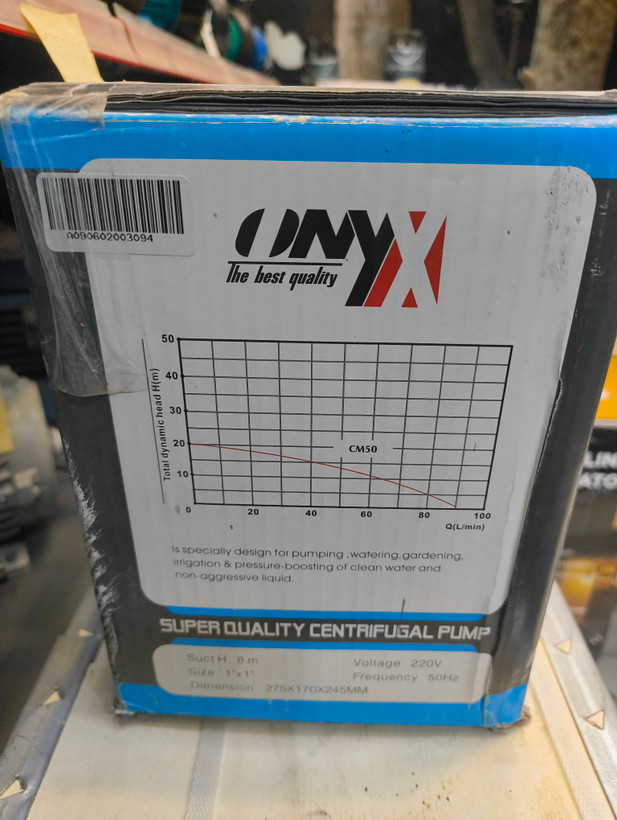 A090602003094
ONYX
The best quality
Total dynamic head H(m)
50
40
30
20
10
0
CM50
20
40
60
80
100
Q(L/min)
Is specially design for pumping ,watering,gardening,
irrigation & pressure-boosting of clean water and
non-aggressive liquid.
SUPER QUALITY CENTRIFUGAL PUMP
Suct H 8 m
Voltage 220V
Size 1"x1"
Frequency 50Hz
Dimension 275X170X245MM